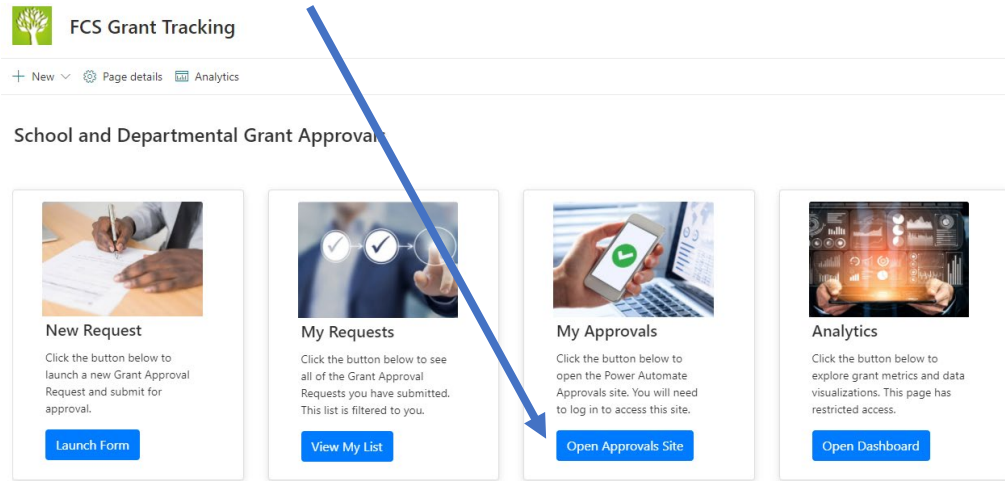 FCS Grant Tracking
New Page details Analytics
School and Departmental Grant Approvals
New Request
Click the button below to
launch a new Grant Approval
Request and submit for
approval.
Launch Form
My Requests
Click the button below to see
all of the Grant Approval
Requests you have submitted.
This list is filtered to you.
View My List
My Approvals
Click the button below to
open the Power Automate
Approvals site. You will need
to log in to access this site.
Open Approvals Site
Analytics
Click the button below to
explore grant metrics and data
visualizations. This page has
restricted access.
Open Dashboard